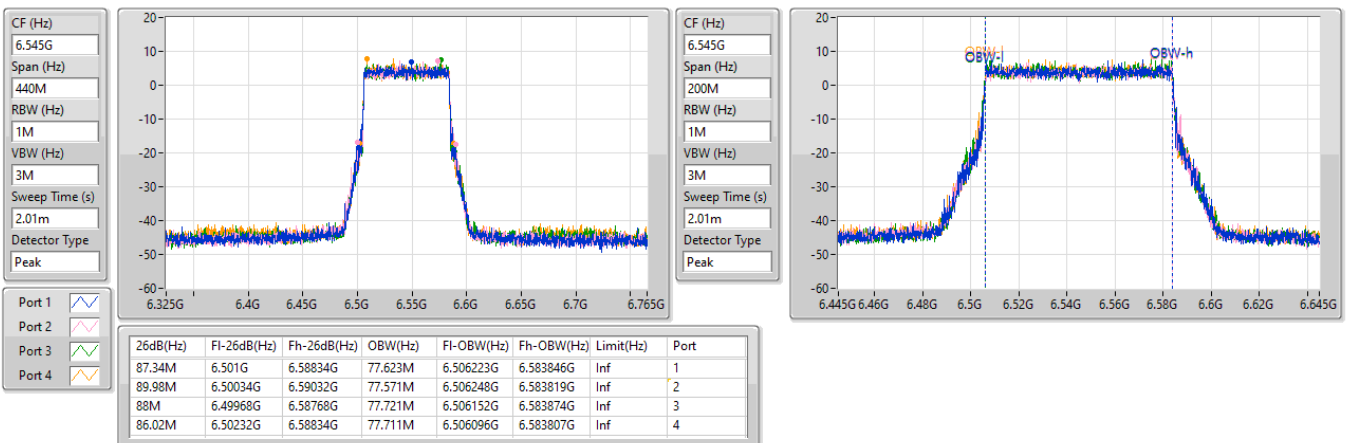 CF (Hz)
6.545G
Span (Hz)
440M
RBW (Hz)
1M
VBW (Hz)
3M
Sweep Time (s)
2.01m
Detector Type
Peak
20
10
0
-10
-20
-30
-40
-50
-60
6.325G 6.4G 6.45G 6.5G 6.55G 6.6G 6.65G 6.7G 6.765G
CF (Hz)
6.545G
Span (Hz)
200M
RBW (Hz)
1M
VBW (Hz)
3M
Sweep Time (s)
2.01m
Detector Type
Peak
20
10
0
-10
-20
-30
-40
-50
-60
OBW-l OBW-h
6.445G 6.46G 6.48G 6.5G 6.52G 6.54G 6.56G 6.58G 6.6G 6.62G 6.645G
Port 1
Port 2
Port 3
Port 4
26dB(Hz) Fl-26dB(Hz) Fh-26dB(Hz) OBW(Hz) Fl-OBW(Hz) Fh-OBW(Hz) Limit(Hz) Port
87.34M 6.501G 6.58834G 77.623M 6.506223G 6.583846G Inf 1
89.98M 6.50034G 6.59032G 77.571M 6.506248G 6.583819G Inf 2
88M 6.49968G 6.58768G 77.721M 6.506152G 6.583874G Inf 3
86.02M 6.50232G 6.58834G 77.711M 6.506096G 6.583807G Inf 4